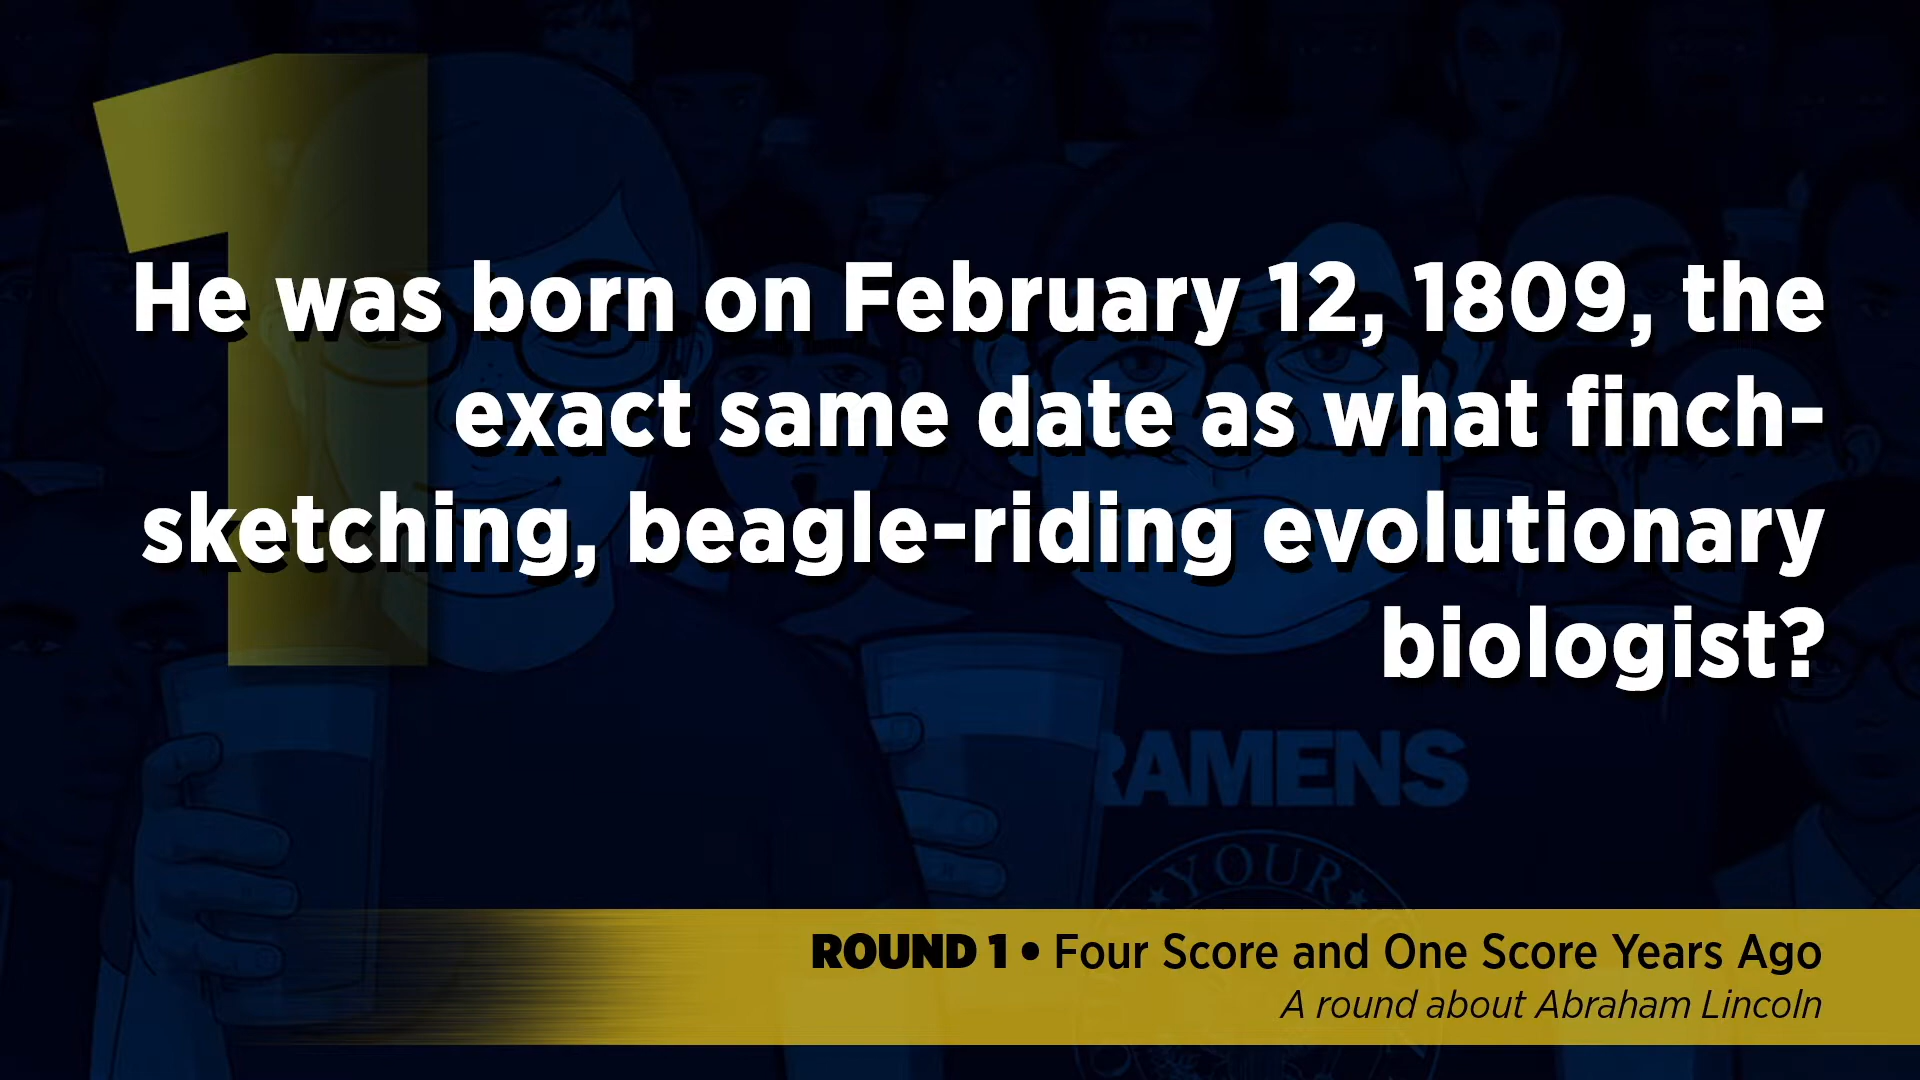 1
He was born on February 12, 1809, the
exact same date as what finch-
sketching, beagle-riding evolutionary
biologist?
RAMENS
YOUR
ROUND 1 • Four Score and One Score Years Ago
A round about Abraham Lincoln